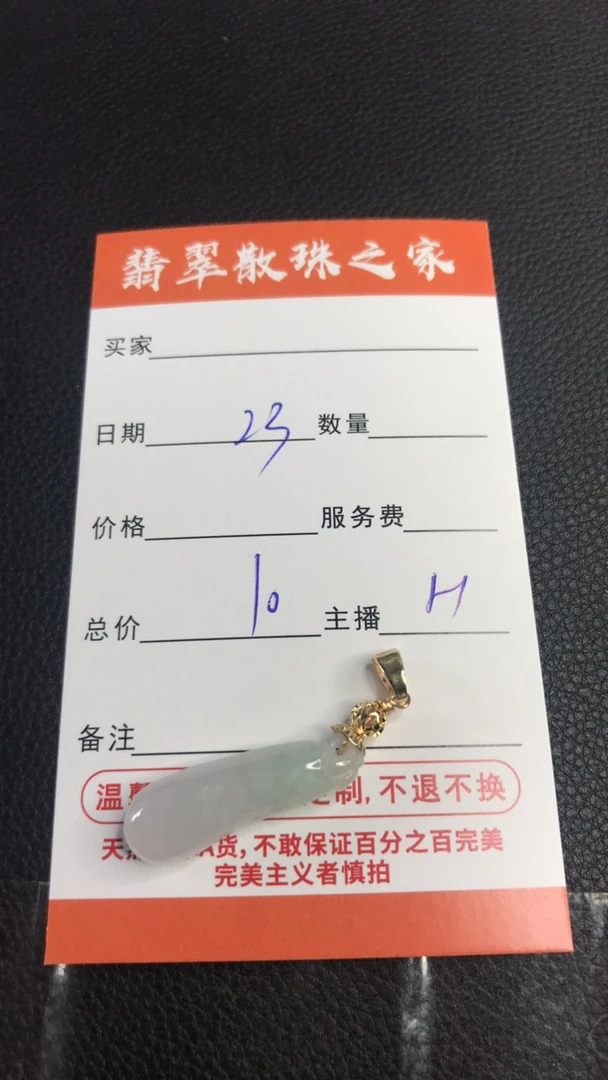 翡翠散珠之家
买家
日期 23 数量
价格 服务费
总价 10 主播 H
备注
温 制,不退不换
天 货,不敢保证百分之百完美
完美主义者慎拍